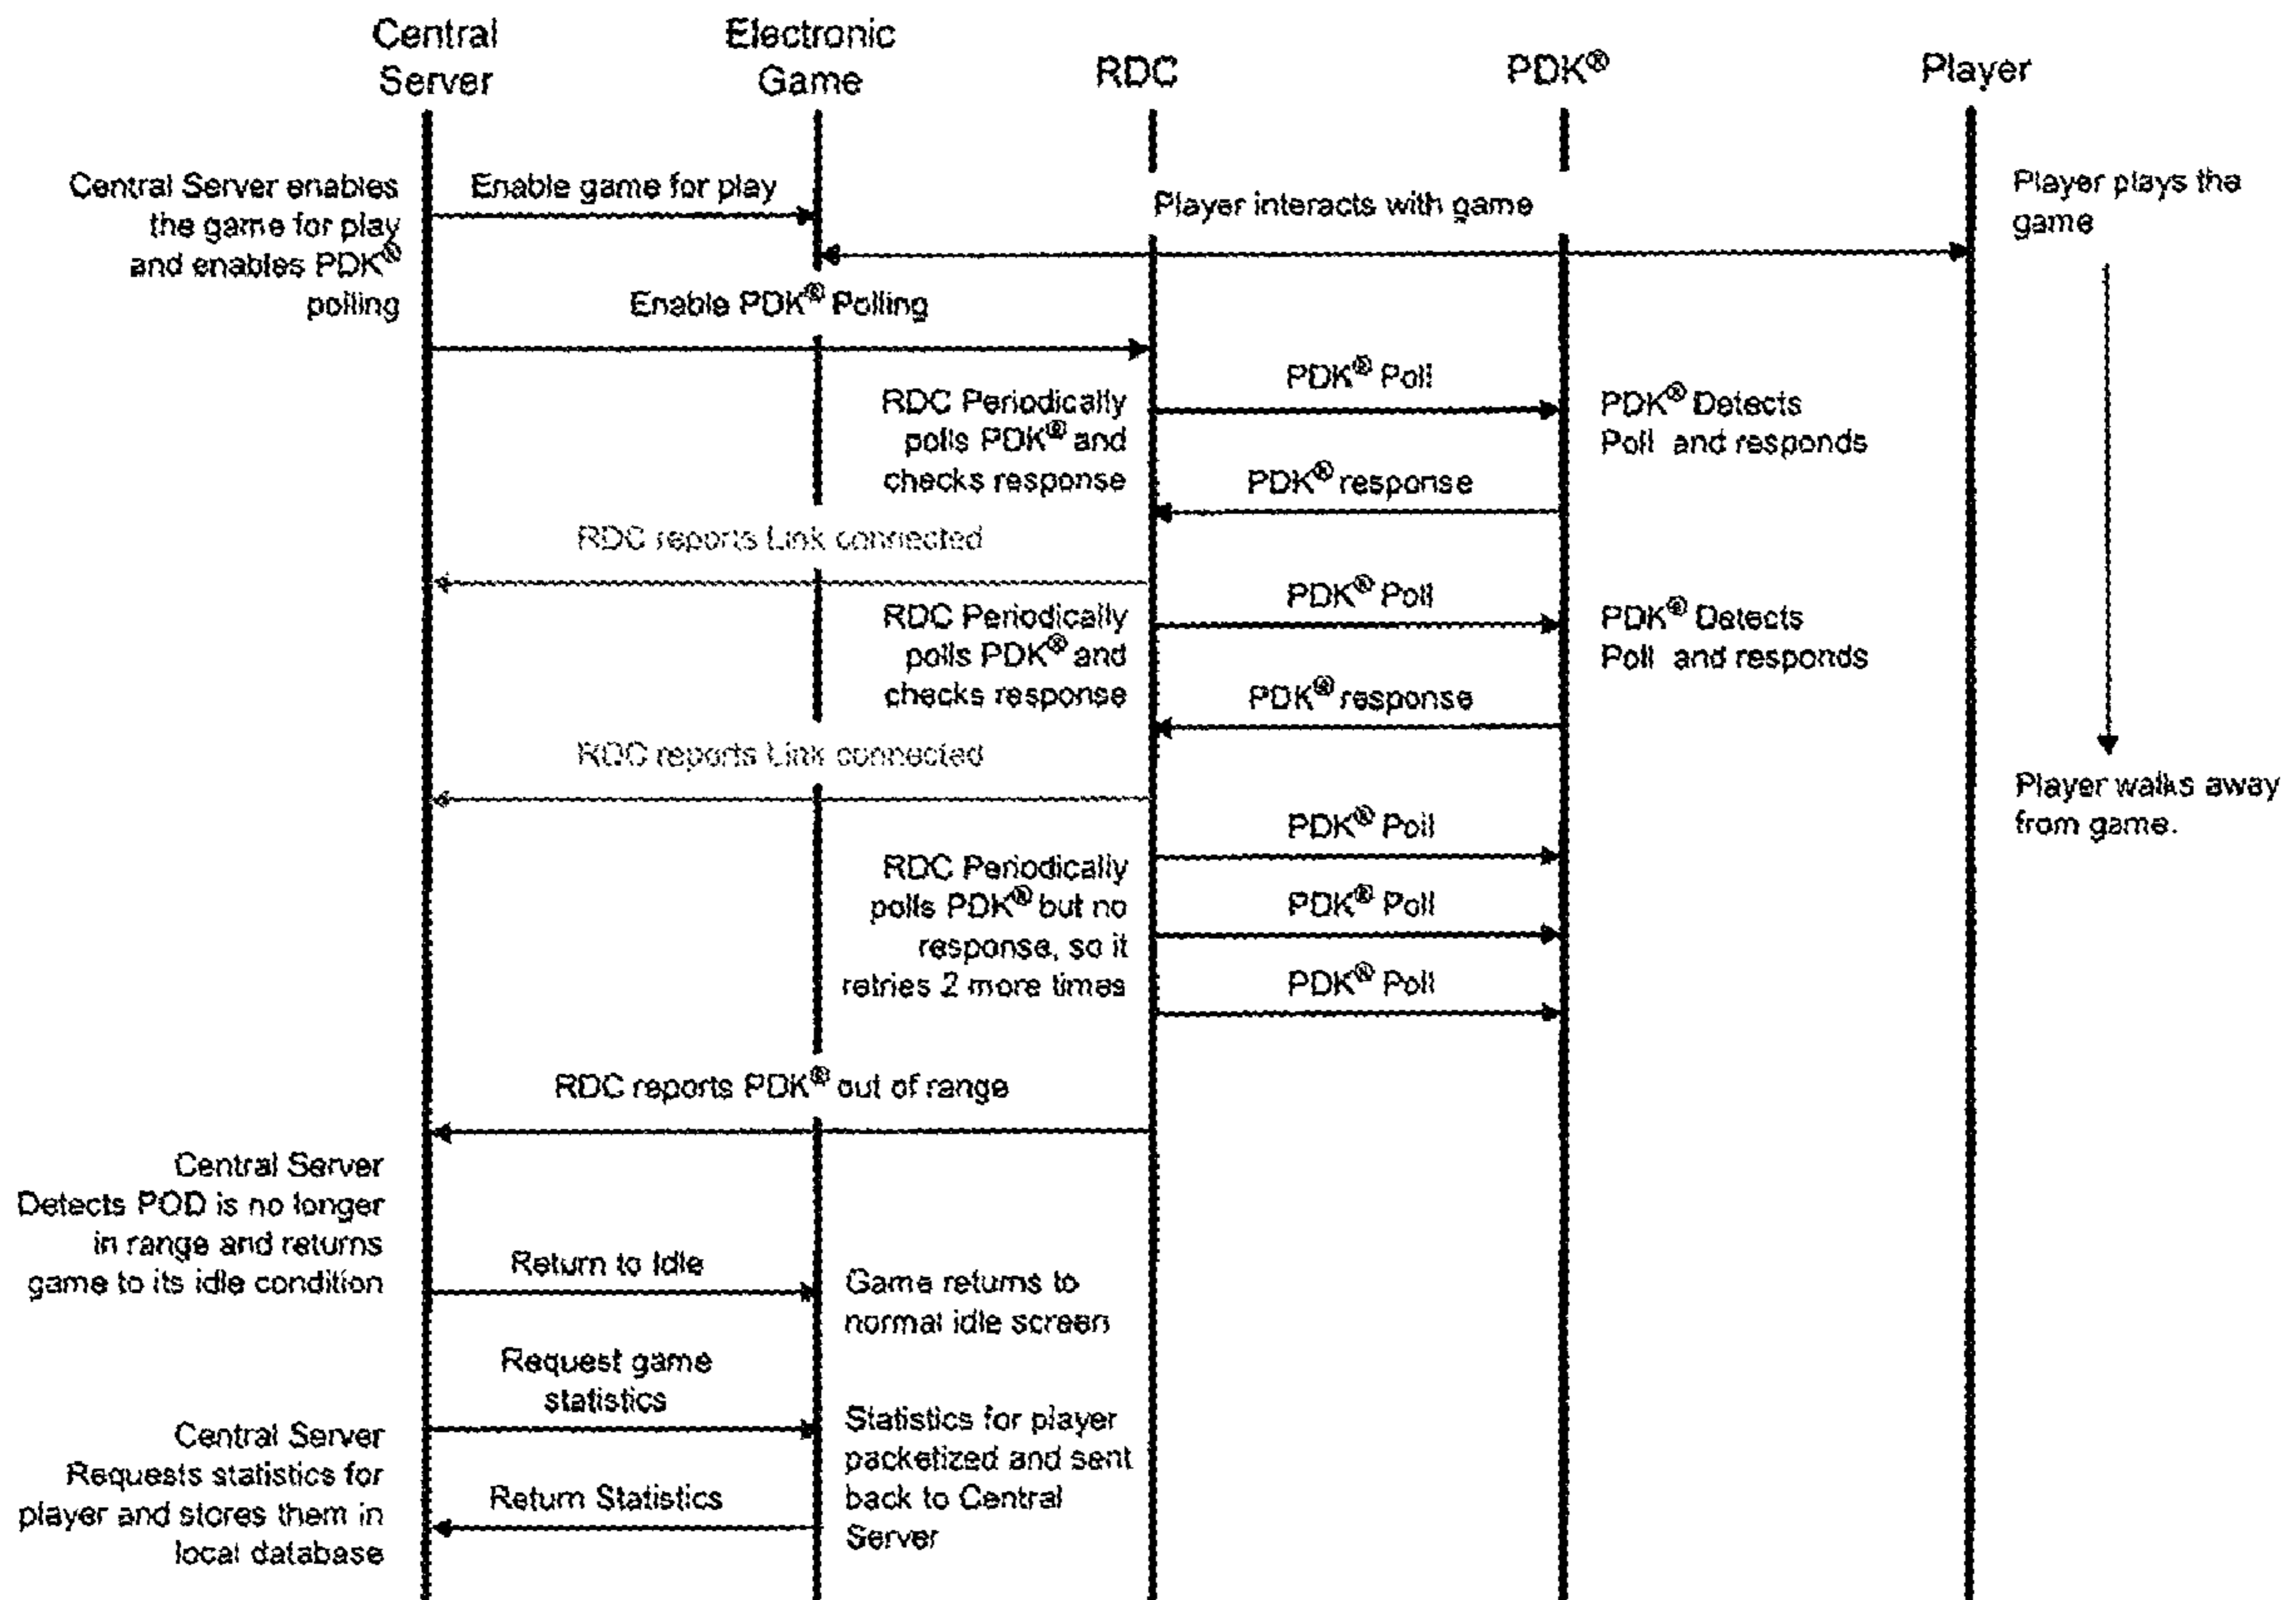 Central
Server
Electronic
Game
RDC
PDK®
Player
Central Server enables
the game for play
and enables PDK®
polling
Enable game for play
Player interacts with game
Player plays the
game
Enable PDK® Polling
PDK® Poll
RDC Periodically
polls PDK® and
checks response
PDK® Detects
Poll and responds
PDK® response
RDC reports Link connected
PDK® Poll
RDC Periodically
polls PDK® and
checks response
PDK® Detects
Poll and responds
PDK® response
RDC reports Link connected
Player walks away
from game.
PDK® Poll
RDC Periodically
polls PDK® but no
response, so it
retries 2 more times
PDK® Poll
PDK® Poll
RDC reports PDK® out of range
Central Server
Detects POD is no longer
in range and returns
game to its idle condition
Return to Idle
Game returns to
normal idle screen
Request game
statistics
Central Server
Requests statistics for
player and stores them in
local database
Statistics for player
packetized and sent
back to Central
Server
Return Statistics